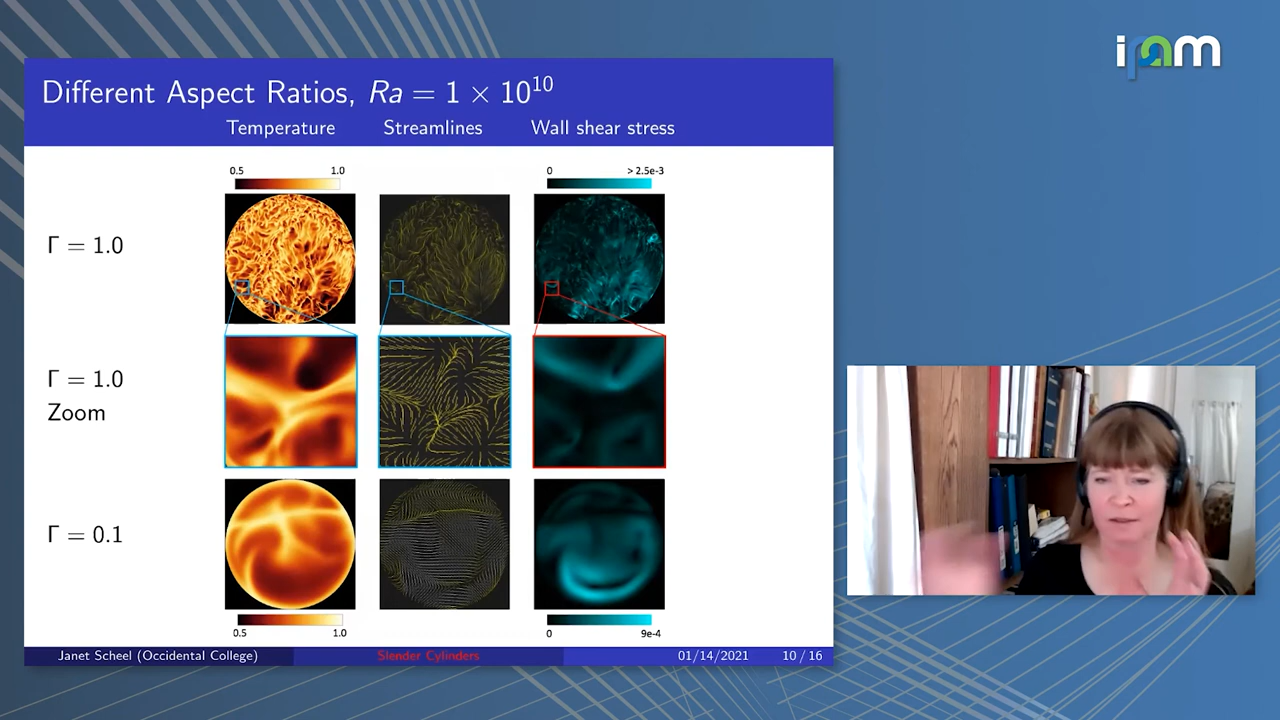 ipam
Different Aspect Ratios, Ra = 1 × 10¹⁰
Temperature Streamlines Wall shear stress
0.5 1.0 0 > 2.5e-3
Γ = 1.0
Γ = 1.0
Zoom
Γ = 0.1
0.5 1.0 0 9e-4
Janet Scheel (Occidental College) Slender Cylinders 01/14/2021 10 / 16